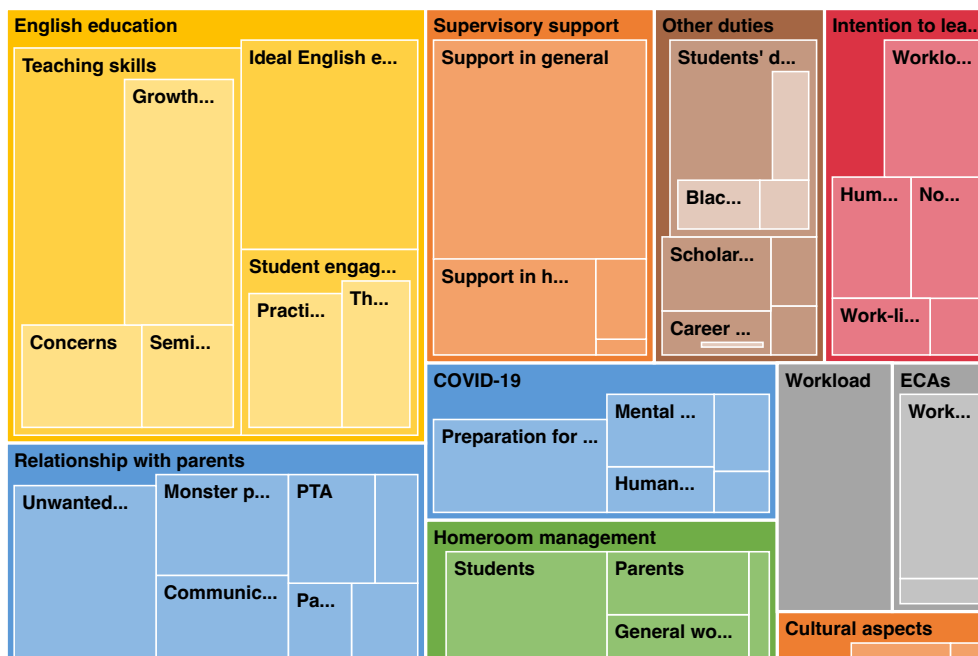 English education
Teaching skills
Growth...
Concerns
Semi...
Ideal English e...
Student engag...
Practi...
Th...
Supervisory support
Support in general
Support in h...
Other duties
Students' d...
Blac...
Scholar...
Career ...
Intention to lea...
Worklo...
Hum...
No...
Work-li...
Relationship with parents
Unwanted...
Monster p...
Communic...
PTA
Pa...
COVID-19
Preparation for ...
Mental ...
Human...
Homeroom management
Students
Parents
General wo...
Workload
ECAs
Work...
Cultural aspects